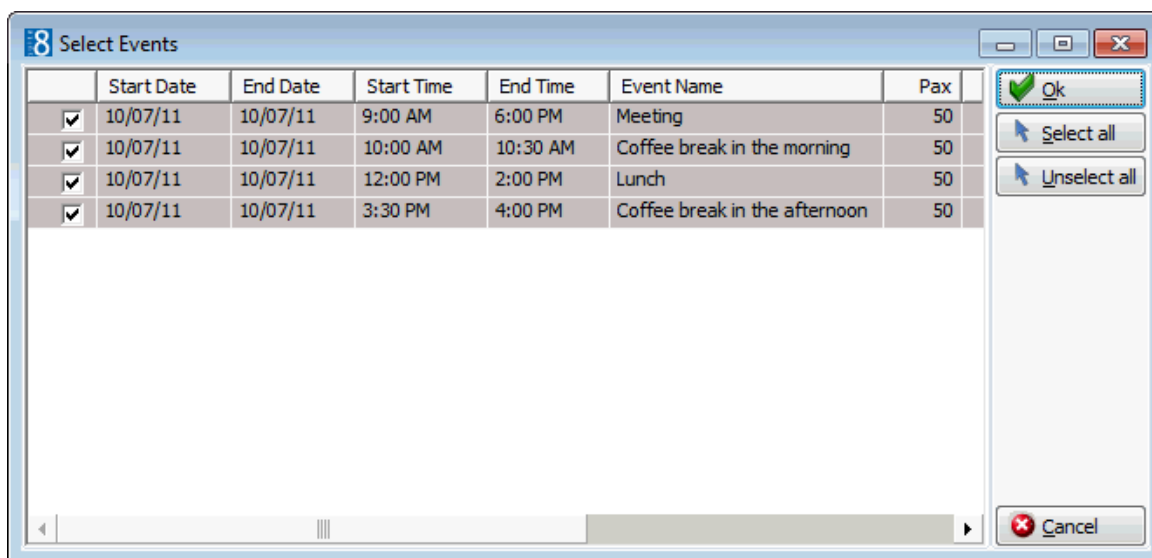 8 Select Events
Start Date End Date Start Time End Time Event Name Pax
10/07/11 10/07/11 9:00 AM 6:00 PM Meeting 50
10/07/11 10/07/11 10:00 AM 10:30 AM Coffee break in the morning 50
10/07/11 10/07/11 12:00 PM 2:00 PM Lunch 50
10/07/11 10/07/11 3:30 PM 4:00 PM Coffee break in the afternoon 50
Ok
Select all
Unselect all
Cancel